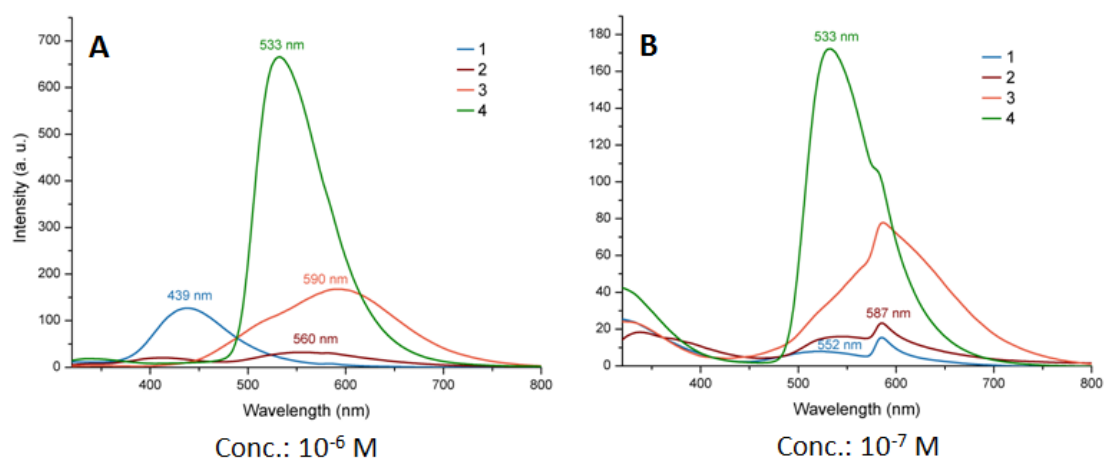 A
533 nm
1
2
3
4
439 nm
590 nm
560 nm
700
600
500
400
300
200
100
0
Intensity (a. u.)
400 500 600 700 800
Wavelength (nm)
Conc.: 10⁻⁶ M
B
533 nm
1
2
3
4
587 nm
552 nm
180
160
140
120
100
80
60
40
20
0
400 500 600 700 800
Wavelength (nm)
Conc.: 10⁻⁷ M